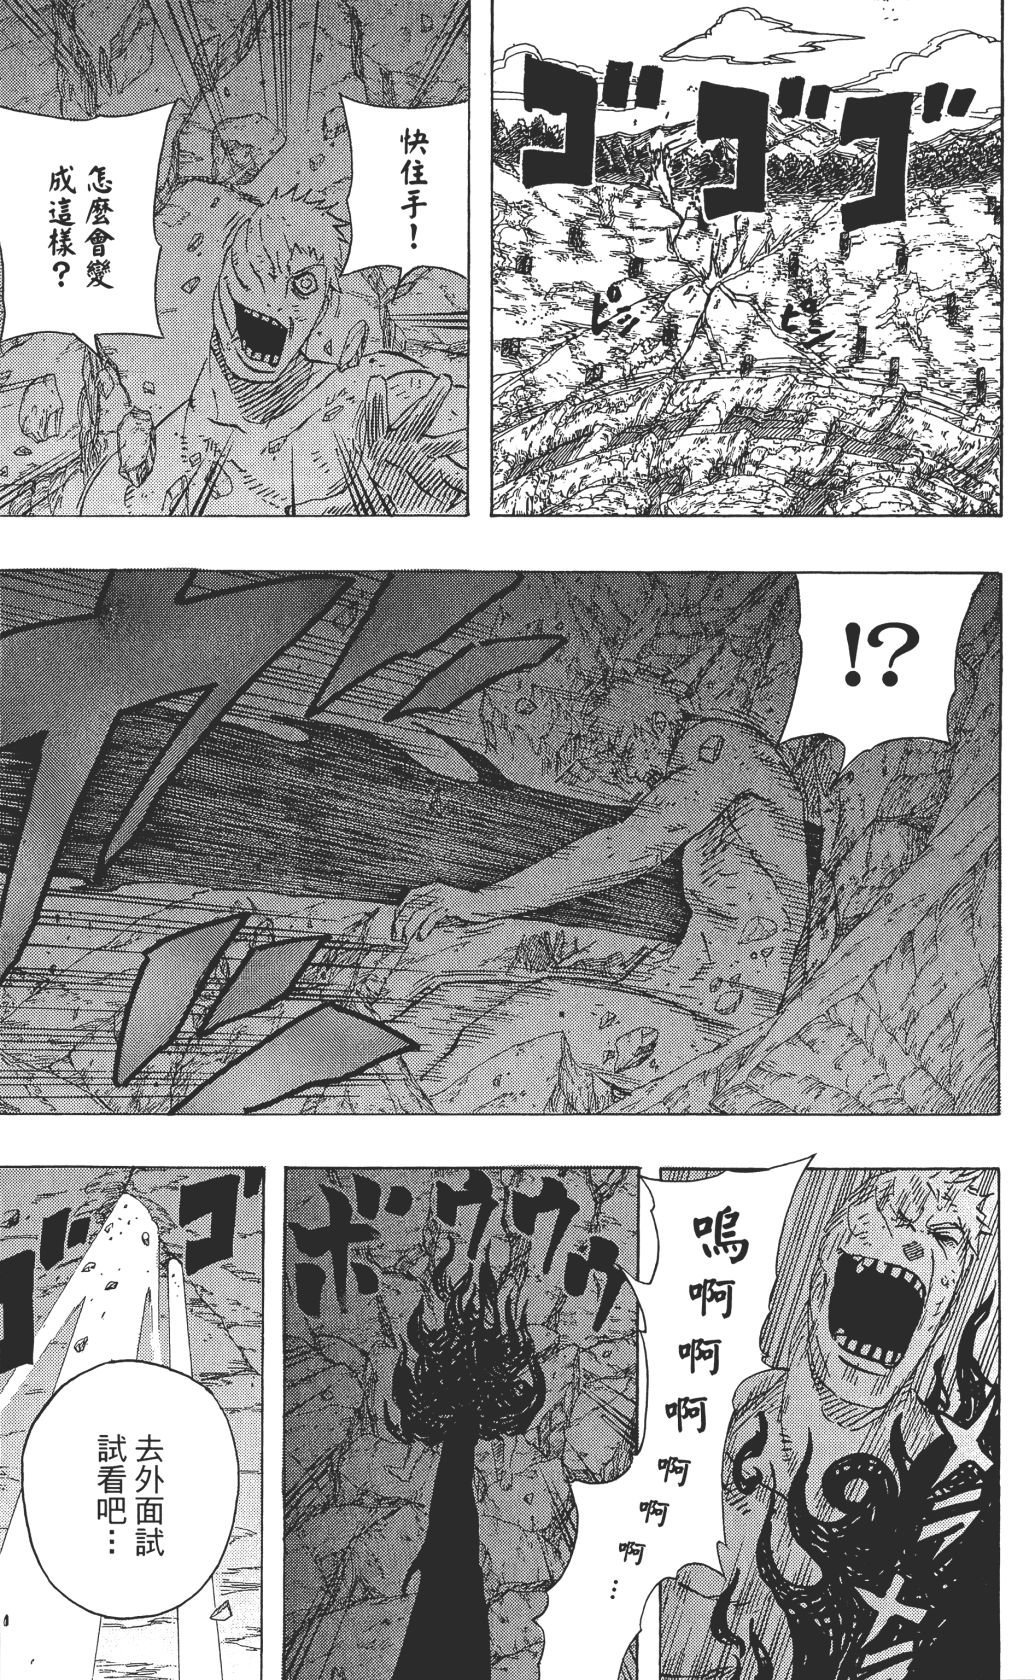 ゴゴゴ
ピシ
ピシ
快住手！
怎麼會變
成這樣？
!?
嗚啊啊啊啊啊啊…
ボウウウ
ゴゴゴ
去外面試
試看吧…